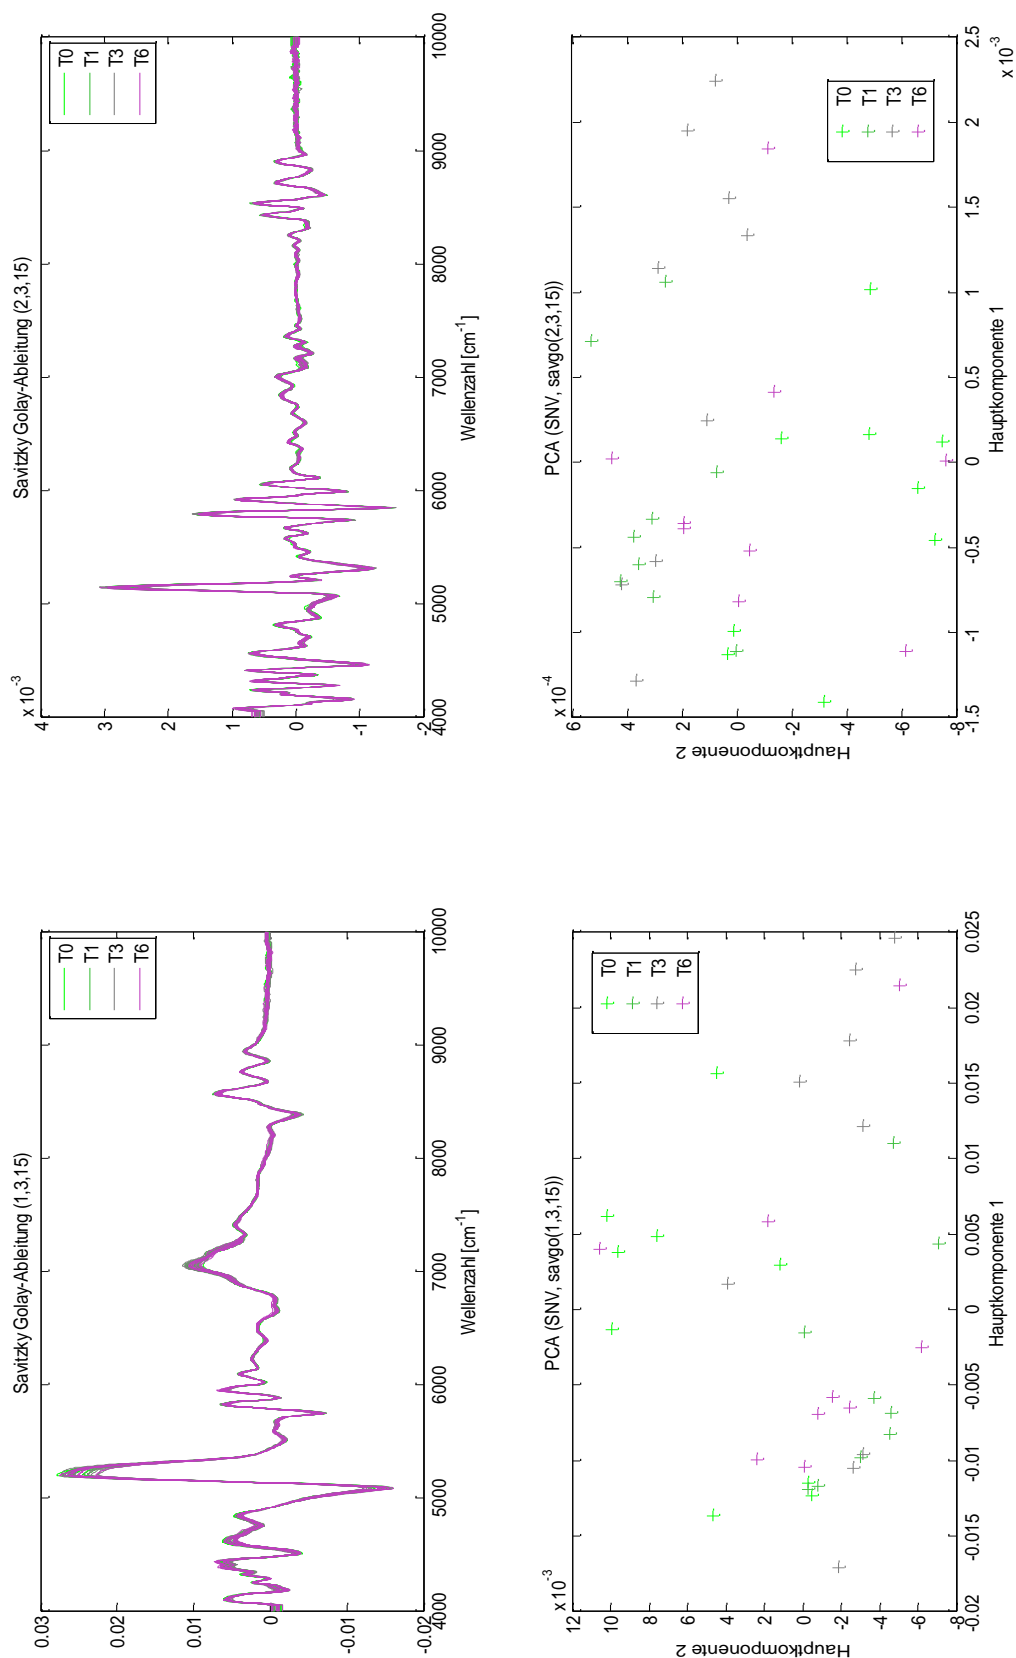 Savitzky Golay-Ableitung (1,3,15)
0.03
0.02
0.01
0
-0.01
-0.02
T0
T1
T3
T6
4000 5000 6000 7000 8000 9000 10000
Wellenzahl [cm⁻¹]
Savitzky Golay-Ableitung (2,3,15)
x 10⁻³
4
3
2
1
0
-1
-2
T0
T1
T3
T6
4000 5000 6000 7000 8000 9000 10000
Wellenzahl [cm⁻¹]
PCA (SNV, savgo(1,3,15))
x 10⁻³
12
10
8
6
4
2
0
-2
-4
-6
-8
Hauptkomponente 2
T0
T1
T3
T6
-0.02 -0.015 -0.01 -0.005 0 0.005 0.01 0.015 0.02 0.025
Hauptkomponente 1
PCA (SNV, savgo(2,3,15))
x 10⁻⁴
6
4
2
0
-2
-4
-6
-8
Hauptkomponente 2
T0
T1
T3
T6
-1.5 -1 -0.5 0 0.5 1 1.5 2 2.5
Hauptkomponente 1
x 10⁻³